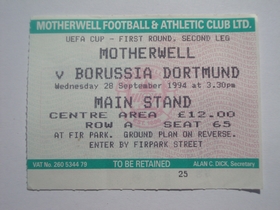 MOTHERWELL FOOTBALL & ATHLETIC CLUB LTD.
UEFA CUP - FIRST ROUND, SECOND LEG
MOTHERWELL
v BORUSSIA DORTMUND
Wednesday 28 September 1994 at 3.30pm
MAIN STAND
CENTRE AREA £12.00
ROW A SEAT 65
AT FIR PARK. GROUND PLAN ON REVERSE.
ENTER BY FIRPARK STREET
VAT No. 260 5344 79 TO BE RETAINED ALAN C. DICK, Secretary
25